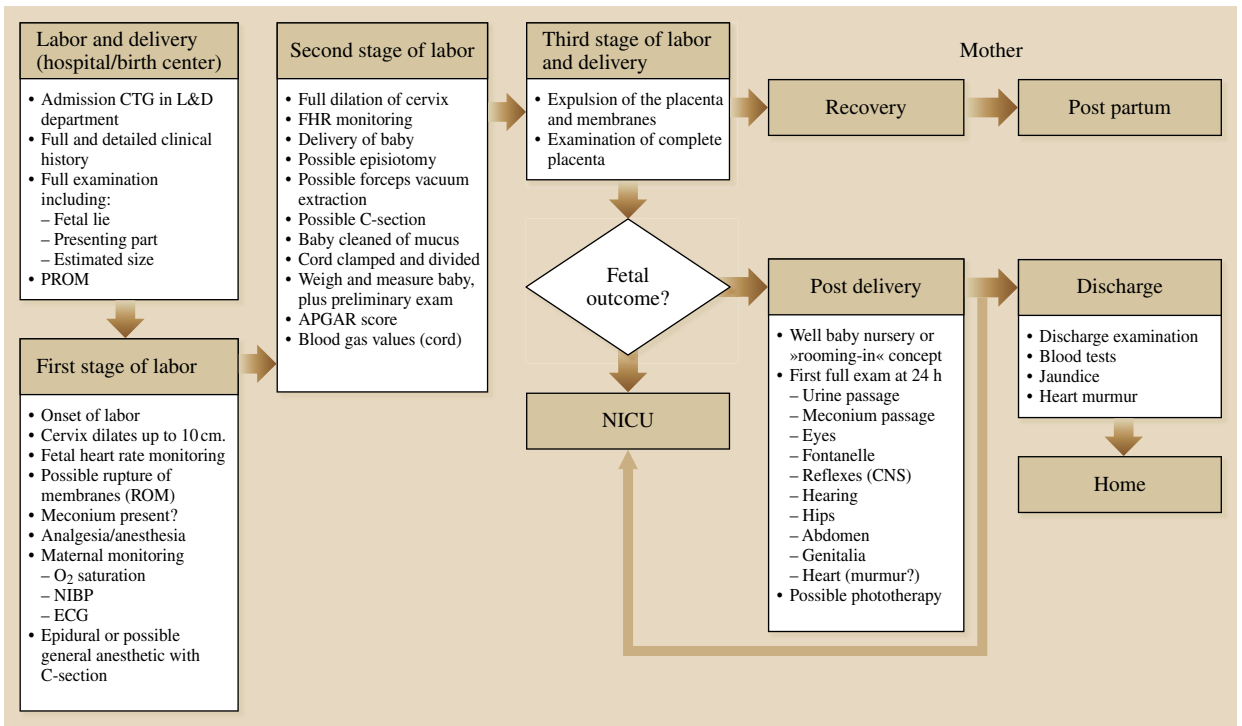 Labor and delivery
(hospital/birth center)
• Admission CTG in L&D
department
• Full and detailed clinical
history
• Full examination
including:
– Fetal lie
– Presenting part
– Estimated size
• PROM
First stage of labor
• Onset of labor
• Cervix dilates up to 10 cm.
• Fetal heart rate monitoring
• Possible rupture of
membranes (ROM)
• Meconium present?
• Analgesia/anesthesia
• Maternal monitoring
– O2 saturation
– NIBP
– ECG
• Epidural or possible
general anesthetic with
C-section
Second stage of labor
• Full dilation of cervix
• FHR monitoring
• Delivery of baby
• Possible episiotomy
• Possible forceps vacuum
extraction
• Possible C-section
• Baby cleaned of mucus
• Cord clamped and divided
• Weigh and measure baby,
plus preliminary exam
• APGAR score
• Blood gas values (cord)
Third stage of labor
and delivery
• Expulsion of the placenta
and membranes
• Examination of complete
placenta
Mother
Recovery
Post partum
Fetal
outcome?
NICU
Post delivery
• Well baby nursery or
»rooming-in« concept
• First full exam at 24 h
– Urine passage
– Meconium passage
– Eyes
– Fontanelle
– Reflexes (CNS)
– Hearing
– Hips
– Abdomen
– Genitalia
– Heart (murmur?)
• Possible phototherapy
Discharge
• Discharge examination
• Blood tests
• Jaundice
• Heart murmur
Home